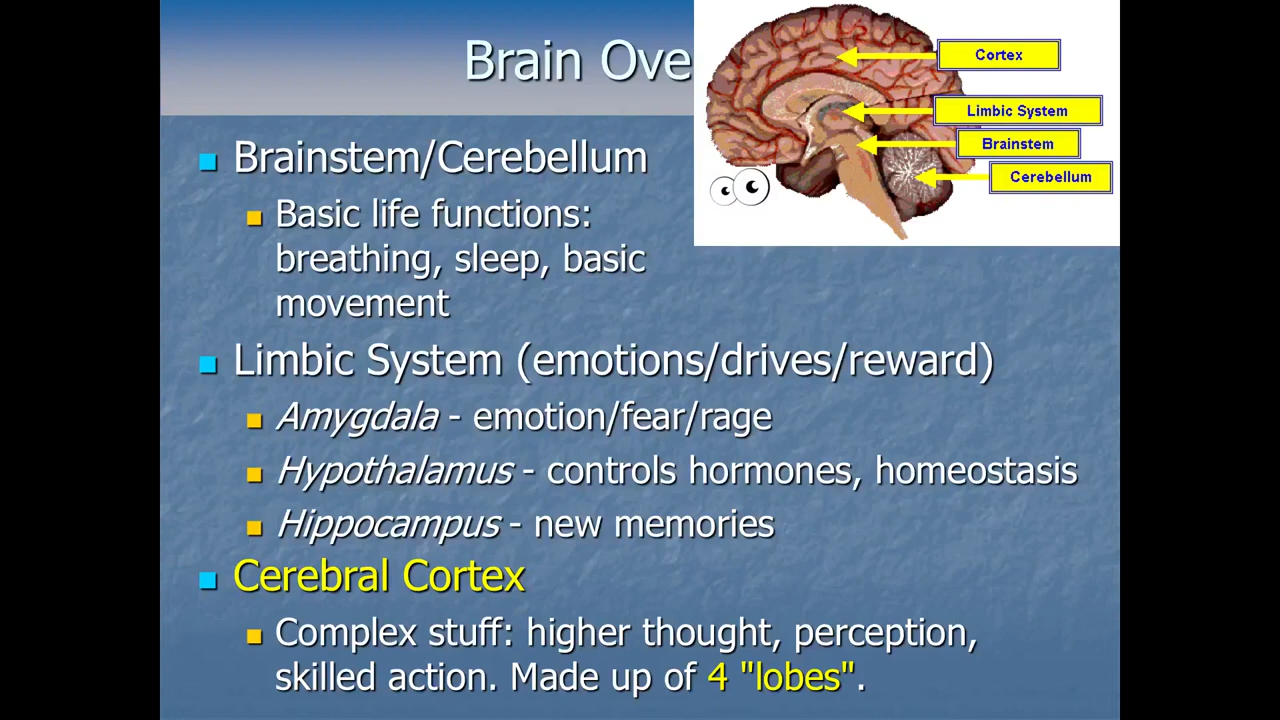 Brain Ove
Cortex
Limbic System
Brainstem
Cerebellum
Brainstem/Cerebellum
Basic life functions:
breathing, sleep, basic
movement
Limbic System (emotions/drives/reward)
Amygdala - emotion/fear/rage
Hypothalamus - controls hormones, homeostasis
Hippocampus - new memories
Cerebral Cortex
Complex stuff: higher thought, perception,
skilled action. Made up of 4 "lobes".